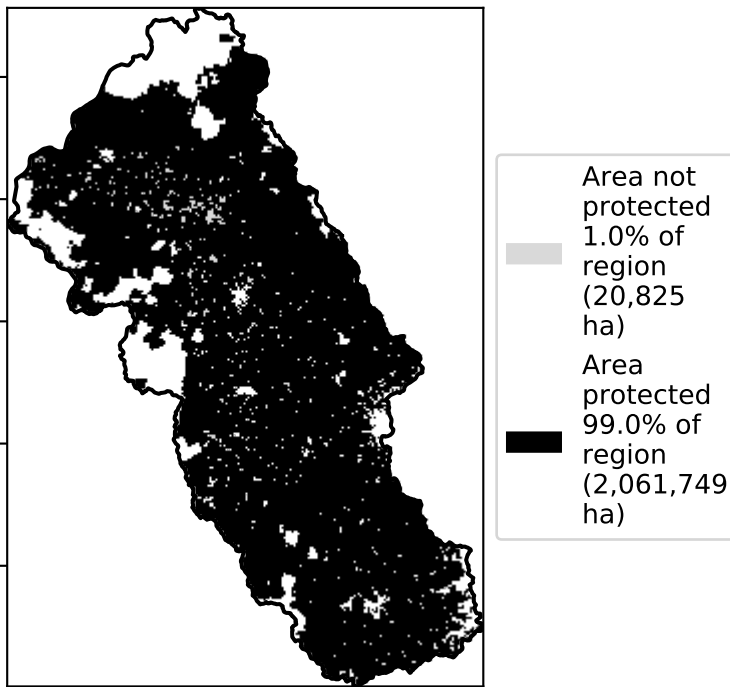 Area not
protected
1.0% of
region
(20,825
ha)
Area
protected
99.0% of
region
(2,061,749
ha)